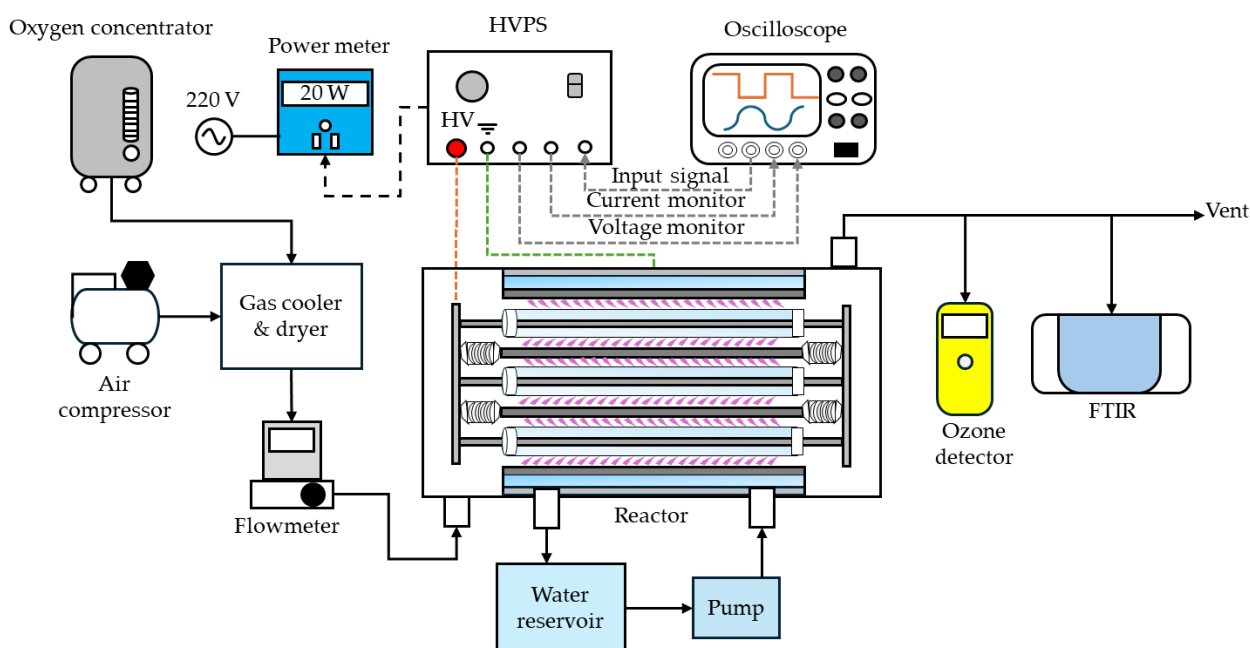 Oxygen concentrator
Power meter
HVPS
Oscilloscope
220 V
20 W
HV
Input signal
Current monitor
Voltage monitor
Vent
Gas cooler
& dryer
Air
compressor
FTIR
Ozone
detector
Flowmeter
Reactor
Water
reservoir
Pump